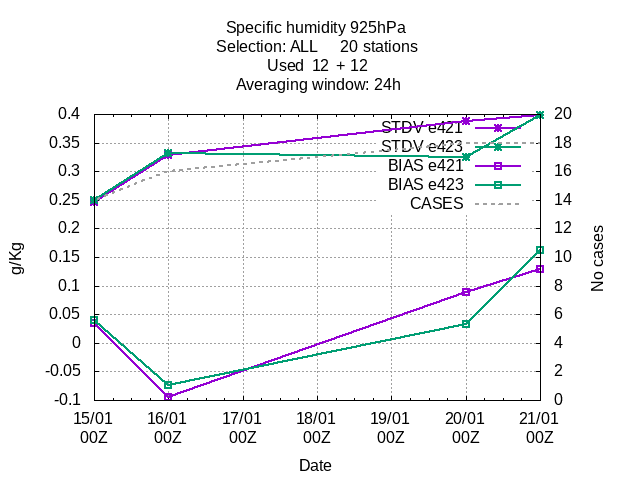 Specific humidity 925hPa
Selection: ALL     20 stations
Used  12  + 12
Averaging window: 24h
0.4
0.35
0.3
0.25
0.2
0.15
0.1
0.05
0
-0.05
-0.1
g/Kg
STDV e421
STDV e423
BIAS e421
BIAS e423
CASES
20
18
16
14
12
10
8
6
4
2
0
No cases
15/01 16/01 17/01 18/01 19/01 20/01 21/01
00Z 00Z 00Z 00Z 00Z 00Z 00Z
Date